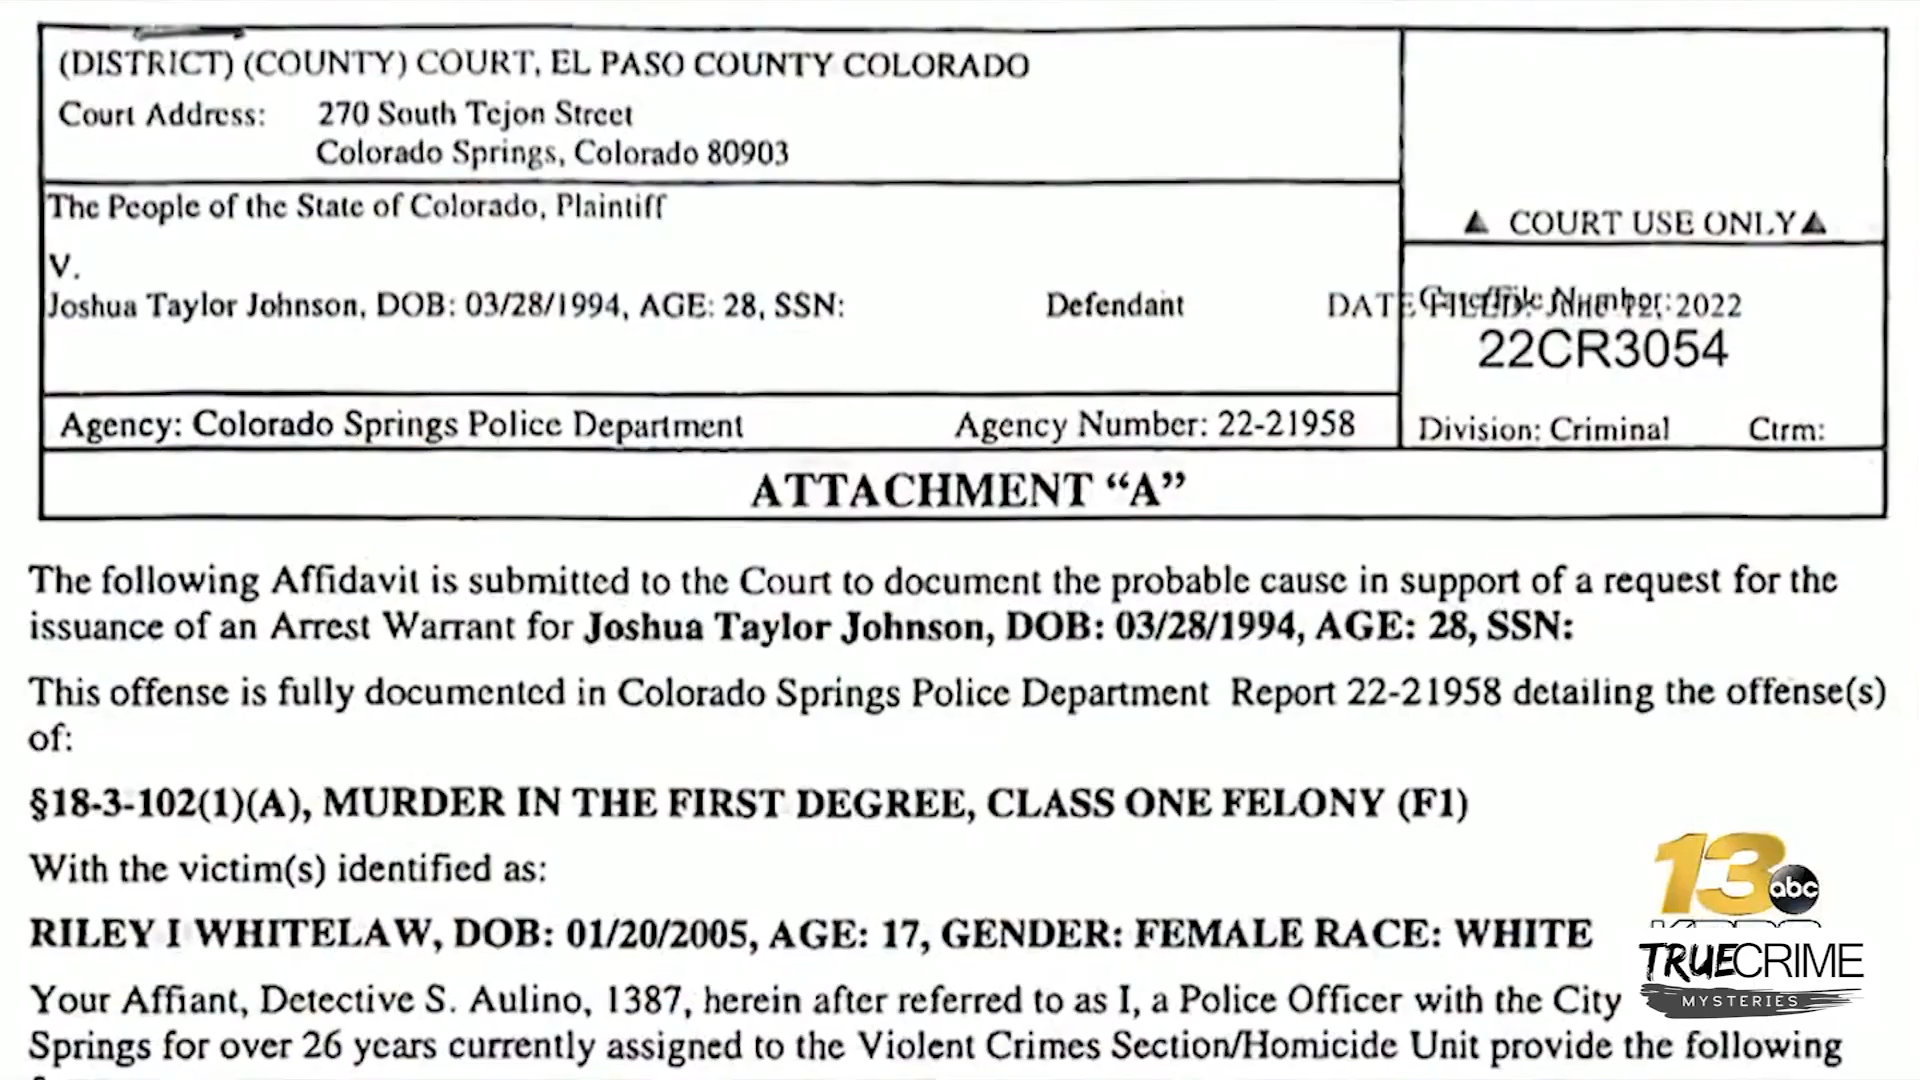 (DISTRICT) (COUNTY) COURT, EL PASO COUNTY COLORADO
Court Address: 270 South Tejon Street
Colorado Springs, Colorado 80903
▲ COURT USE ONLY▲
The People of the State of Colorado, Plaintiff
V.
Joshua Taylor Johnson, DOB: 03/28/1994, AGE: 28, SSN: Defendant
DATE FILED: June 12, 2022
Case/File Number:
22CR3054
Agency: Colorado Springs Police Department Agency Number: 22-21958
Division: Criminal Ctrm:
ATTACHMENT “A”
The following Affidavit is submitted to the Court to document the probable cause in support of a request for the
issuance of an Arrest Warrant for Joshua Taylor Johnson, DOB: 03/28/1994, AGE: 28, SSN:
This offense is fully documented in Colorado Springs Police Department Report 22-21958 detailing the offense(s)
of:
§18-3-102(1)(A), MURDER IN THE FIRST DEGREE, CLASS ONE FELONY (F1)
With the victim(s) identified as:
RILEY I WHITELAW, DOB: 01/20/2005, AGE: 17, GENDER: FEMALE RACE: WHITE
Your Affiant, Detective S. Aulino, 1387, herein after referred to as I, a Police Officer with the City
Springs for over 26 years currently assigned to the Violent Crimes Section/Homicide Unit provide the following
13
abc
TRUECRIME
MYSTERIES